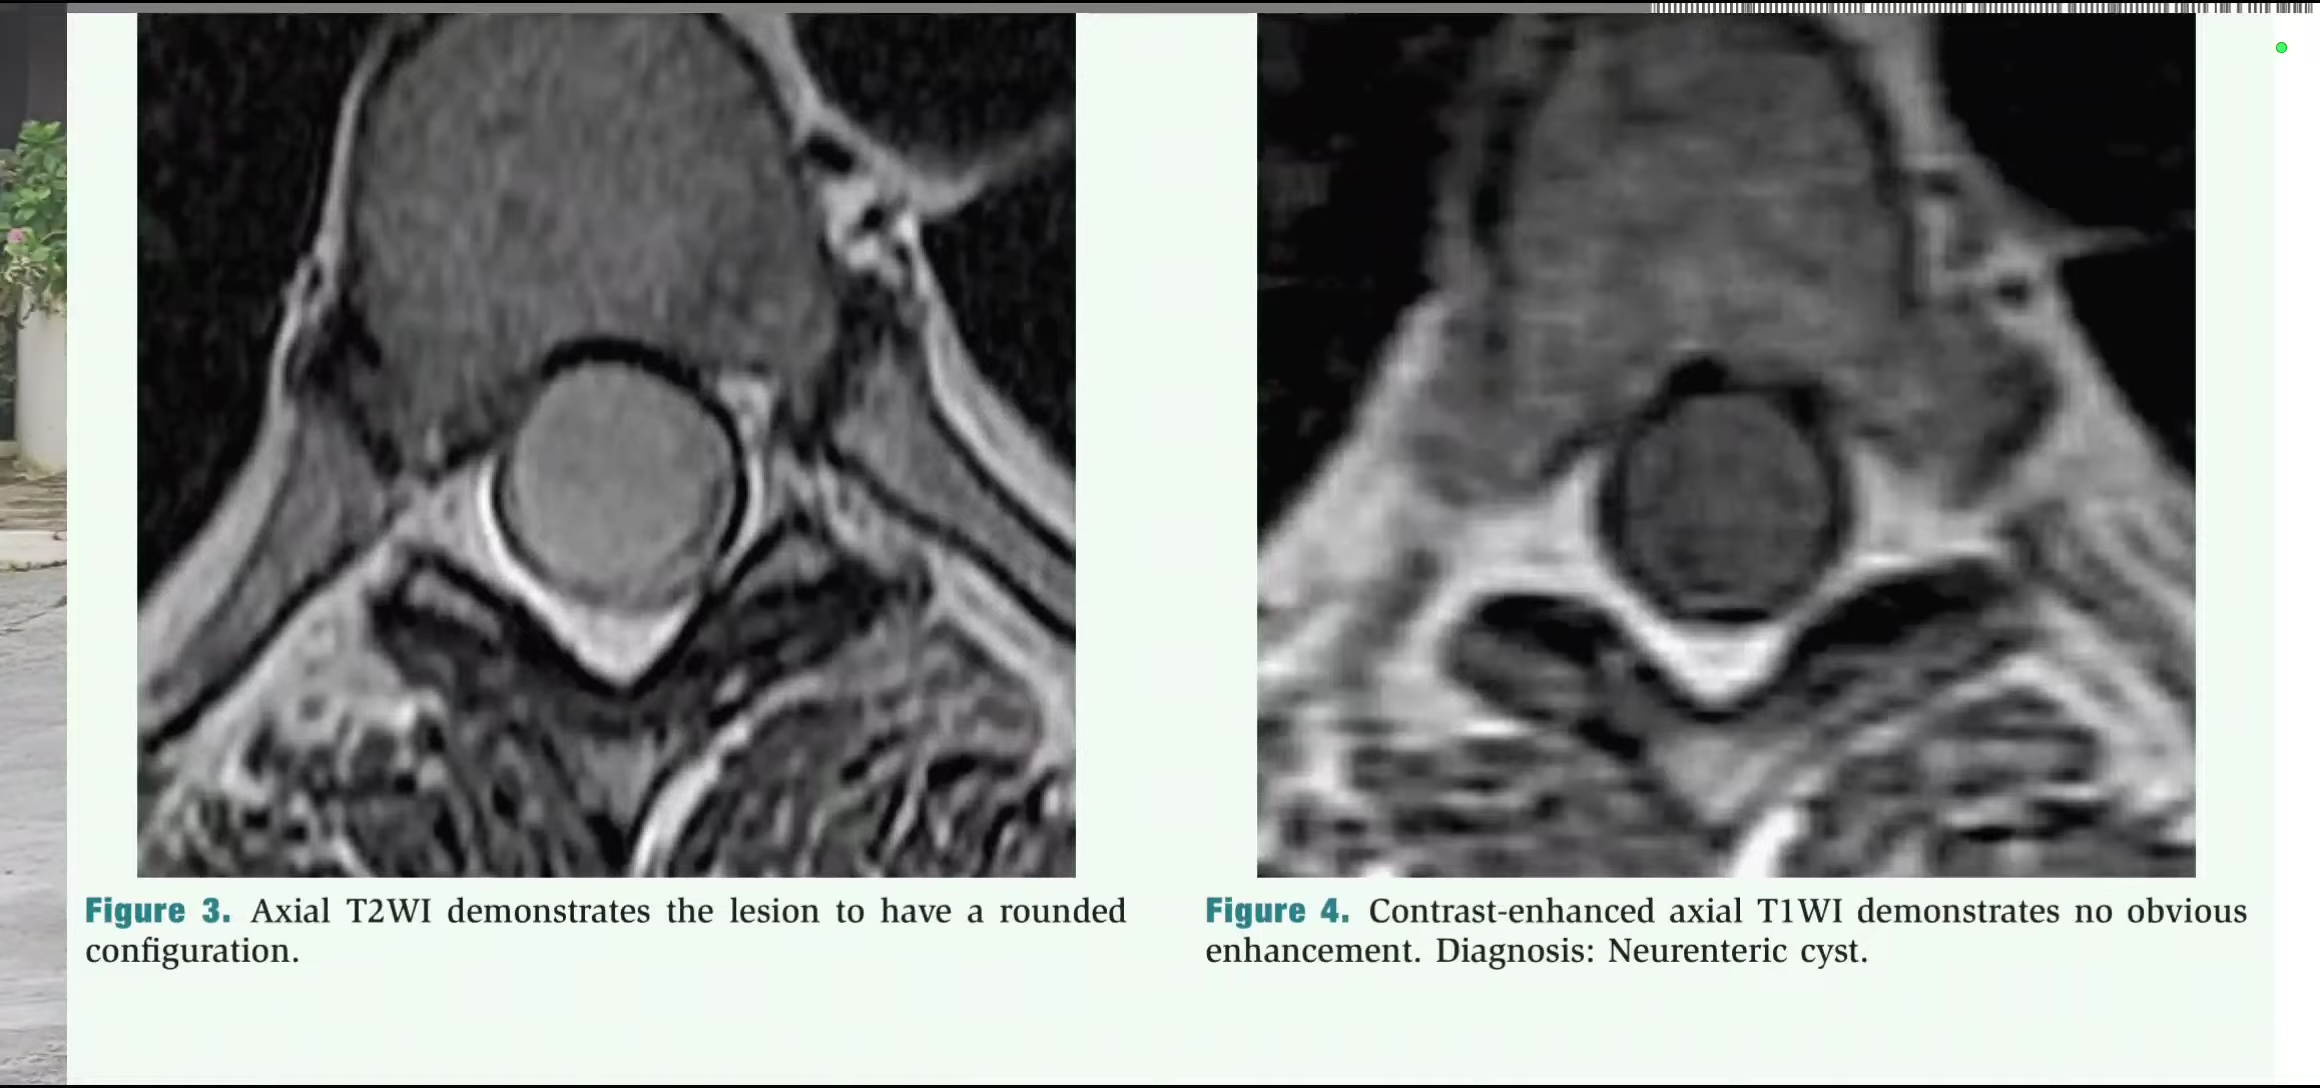 Figure 3. Axial T2WI demonstrates the lesion to have a rounded
configuration.
Figure 4. Contrast-enhanced axial T1WI demonstrates no obvious
enhancement. Diagnosis: Neurenteric cyst.